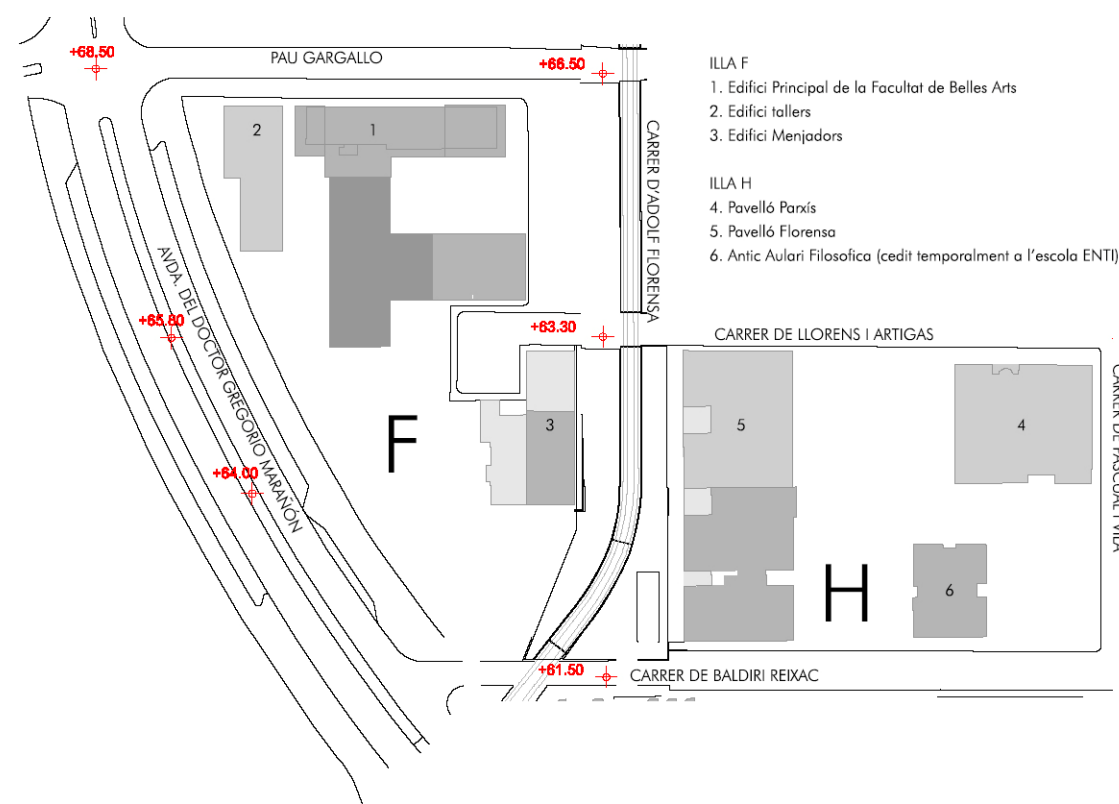 +68.50
PAU GARGALLO
+66.50
ILLA F
1. Edifici Principal de la Facultat de Belles Arts
2. Edifici tallers
3. Edifici Menjadors
ILLA H
4. Pavelló Parxís
5. Pavelló Florensa
6. Antic Aulari Filosofica (cedit temporalment a l'escola ENTI)
2
1
CARRER D'ADOLF FLORENSA
+65.80
AVDA. DEL DOCTOR GREGORIO MARAÑÓN
+63.30
CARRER DE LLORENS I ARTIGAS
CARRER DE PASCUAL I VILA
F
3
5
4
+64.00
H
6
+61.50
CARRER DE BALDIRI REIXAC